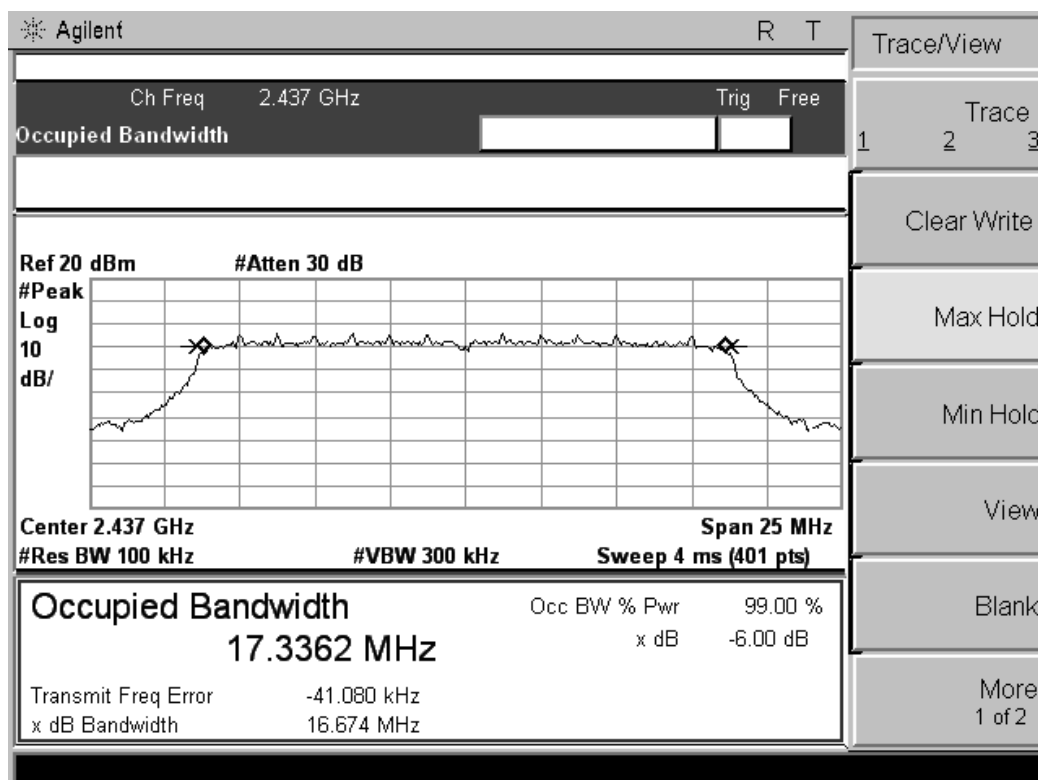 Agilent
R T
Ch Freq 2.437 GHz Trig Free
Occupied Bandwidth
Ref 20 dBm #Atten 30 dB
#Peak
Log
10
dB/
Center 2.437 GHz Span 25 MHz
#Res BW 100 kHz #VBW 300 kHz Sweep 4 ms (401 pts)
Occupied Bandwidth
17.3362 MHz
Occ BW % Pwr 99.00 %
x dB -6.00 dB
Transmit Freq Error -41.080 kHz
x dB Bandwidth 16.674 MHz
Trace/View
Trace
1 2 3
Clear Write
Max Hold
Min Hold
View
Blank
More
1 of 2